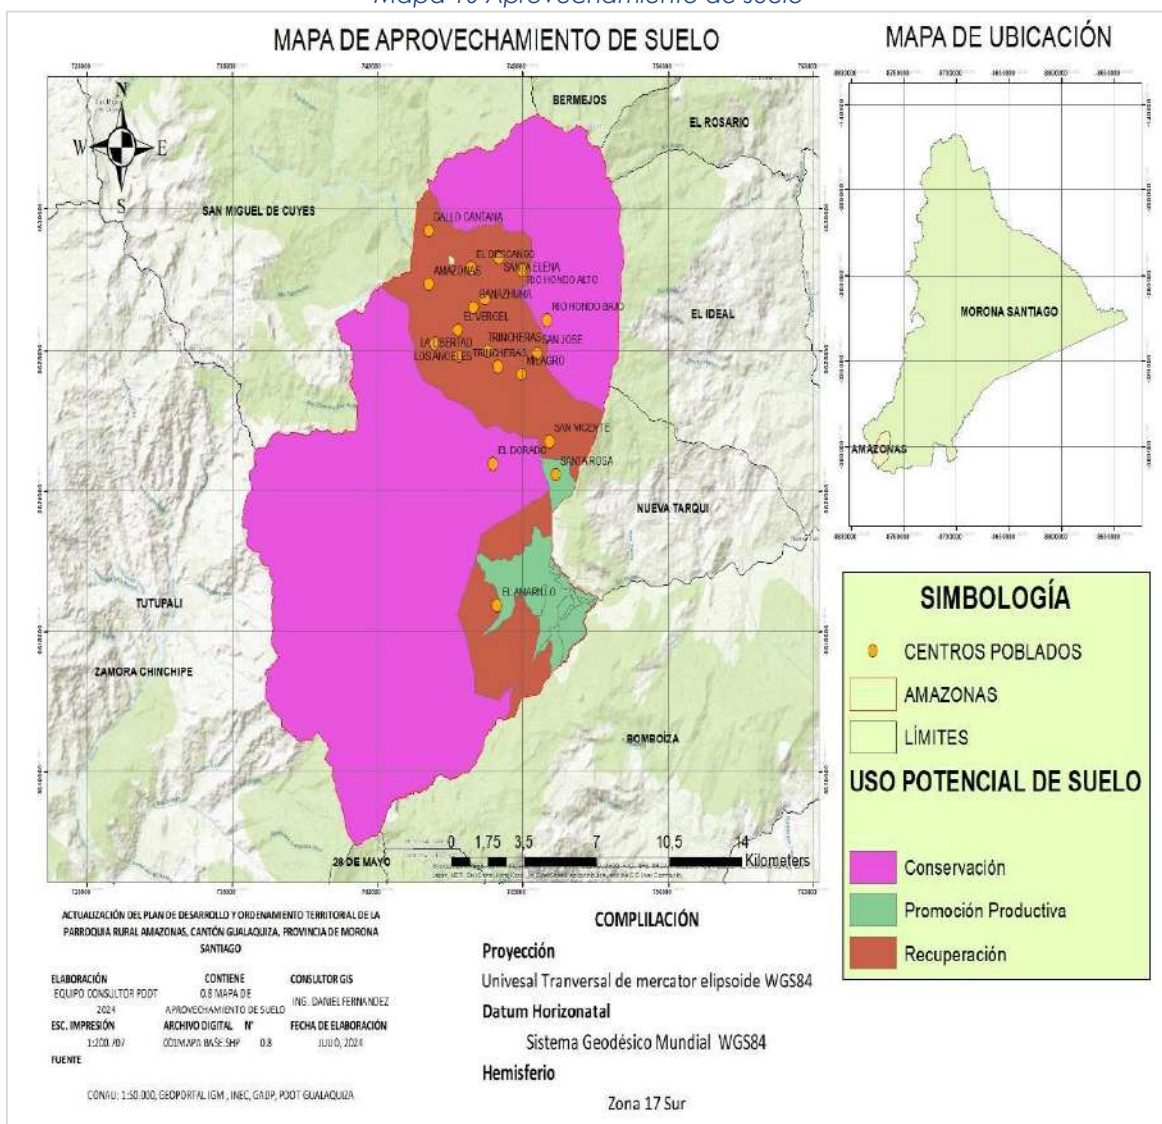 Mapa 10 Aprovechamiento de suelo
MAPA DE APROVECHAMIENTO DE SUELO
MAPA DE UBICACIÓN
N
W
E
S
BERMEJOS
EL ROSARIO
SAN MIGUEL DE CUYES
GALLO CANTANA
EL DESCANSO
SANTA ELENA
AMAZONAS
RIO HONDO ALTO
GANAZHUMA
RIO HONDO BAJO
EL VERGEL
EL IDEAL
LA LIBERTAD
TRINCHERAS
SAN JOSE
LOS ANGELES
TRINCHERAS
MILAGRO
SAN VICENTE
EL DORADO
SANTA ROSA
NUEVA TARQUI
EL AMARILLO
TUTUPALI
ZAMORA CHINCHIPE
BOMBOÍZA
28 DE MAYO
0 1,75 3,5 7 10,5 14
Kilometers
MORONA SANTIAGO
AMAZONAS
SIMBOLOGÍA
CENTROS POBLADOS
AMAZONAS
LÍMITES
USO POTENCIAL DE SUELO
Conservación
Promoción Productiva
Recuperación
ACTUALIZACIÓN DEL PLAN DE DESARROLLO Y ORDENAMIENTO TERRITORIAL DE LA
PARROQUIA RURAL AMAZONAS, CANTÓN GUALAQUIZA, PROVINCIA DE MORONA
SANTIAGO
ELABORACIÓN CONTIENE CONSULTOR GIS
EQUIPO CONSULTOR PDOT 0.8 MAPA DE ING. DANIEL FERNANDEZ
2024 APROVECHAMIENTO DE SUELO
ESC. IMPRESIÓN ARCHIVO DIGITAL N° FECHA DE ELABORACIÓN
1:200.707 001MAPA BASE.SHP 0.8 JULIO, 2024
FUENTE
CONALI: 1:50.000, GEOPORTAL IGM , INEC, GADP, PDOT GUALAQUIZA
COMPLILACIÓN
Proyección
Univesal Tranversal de mercator elipsoide WGS84
Datum Horizonatal
Sistema Geodésico Mundial WGS84
Hemisferio
Zona 17 Sur